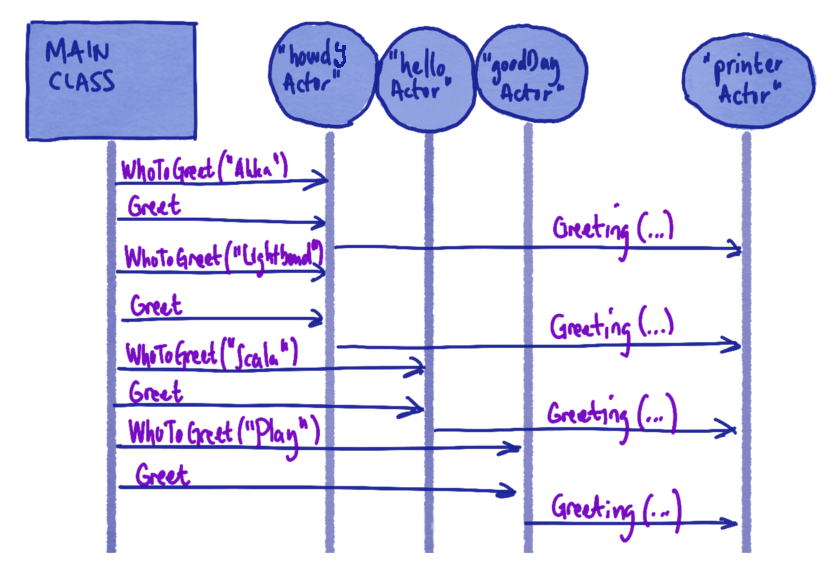 MAIN
CLASS
"howdy
Actor"
"hello
Actor"
"goodDay
Actor"
"printer
Actor"
WhoToGreet("Akka")
Greet
Greeting (...)
WhoToGreet("Lightbend")
Greet
Greeting (...)
WhoToGreet("Scala")
Greet
Greeting (...)
WhoToGreet("Play")
Greet
Greeting (...)